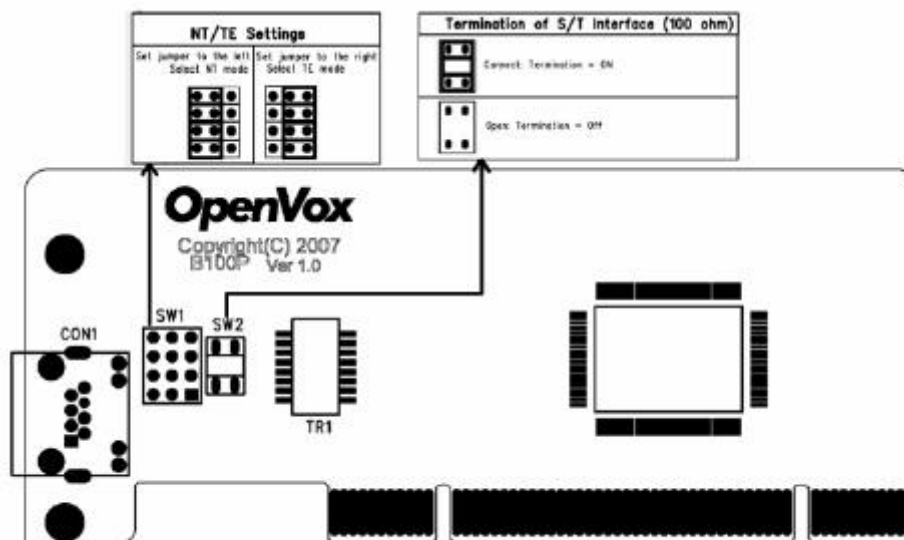 NT/TE Settings
Set jumper to the left
Select NT mode
Set jumper to the right
Select TE mode
Termination of S/T Interface (100 ohm)
Connect: Termination = ON
Open: Termination = Off
OpenVox
Copyright(C) 2007
B100P Ver 1.0
SW1
SW2
CON1
TR1